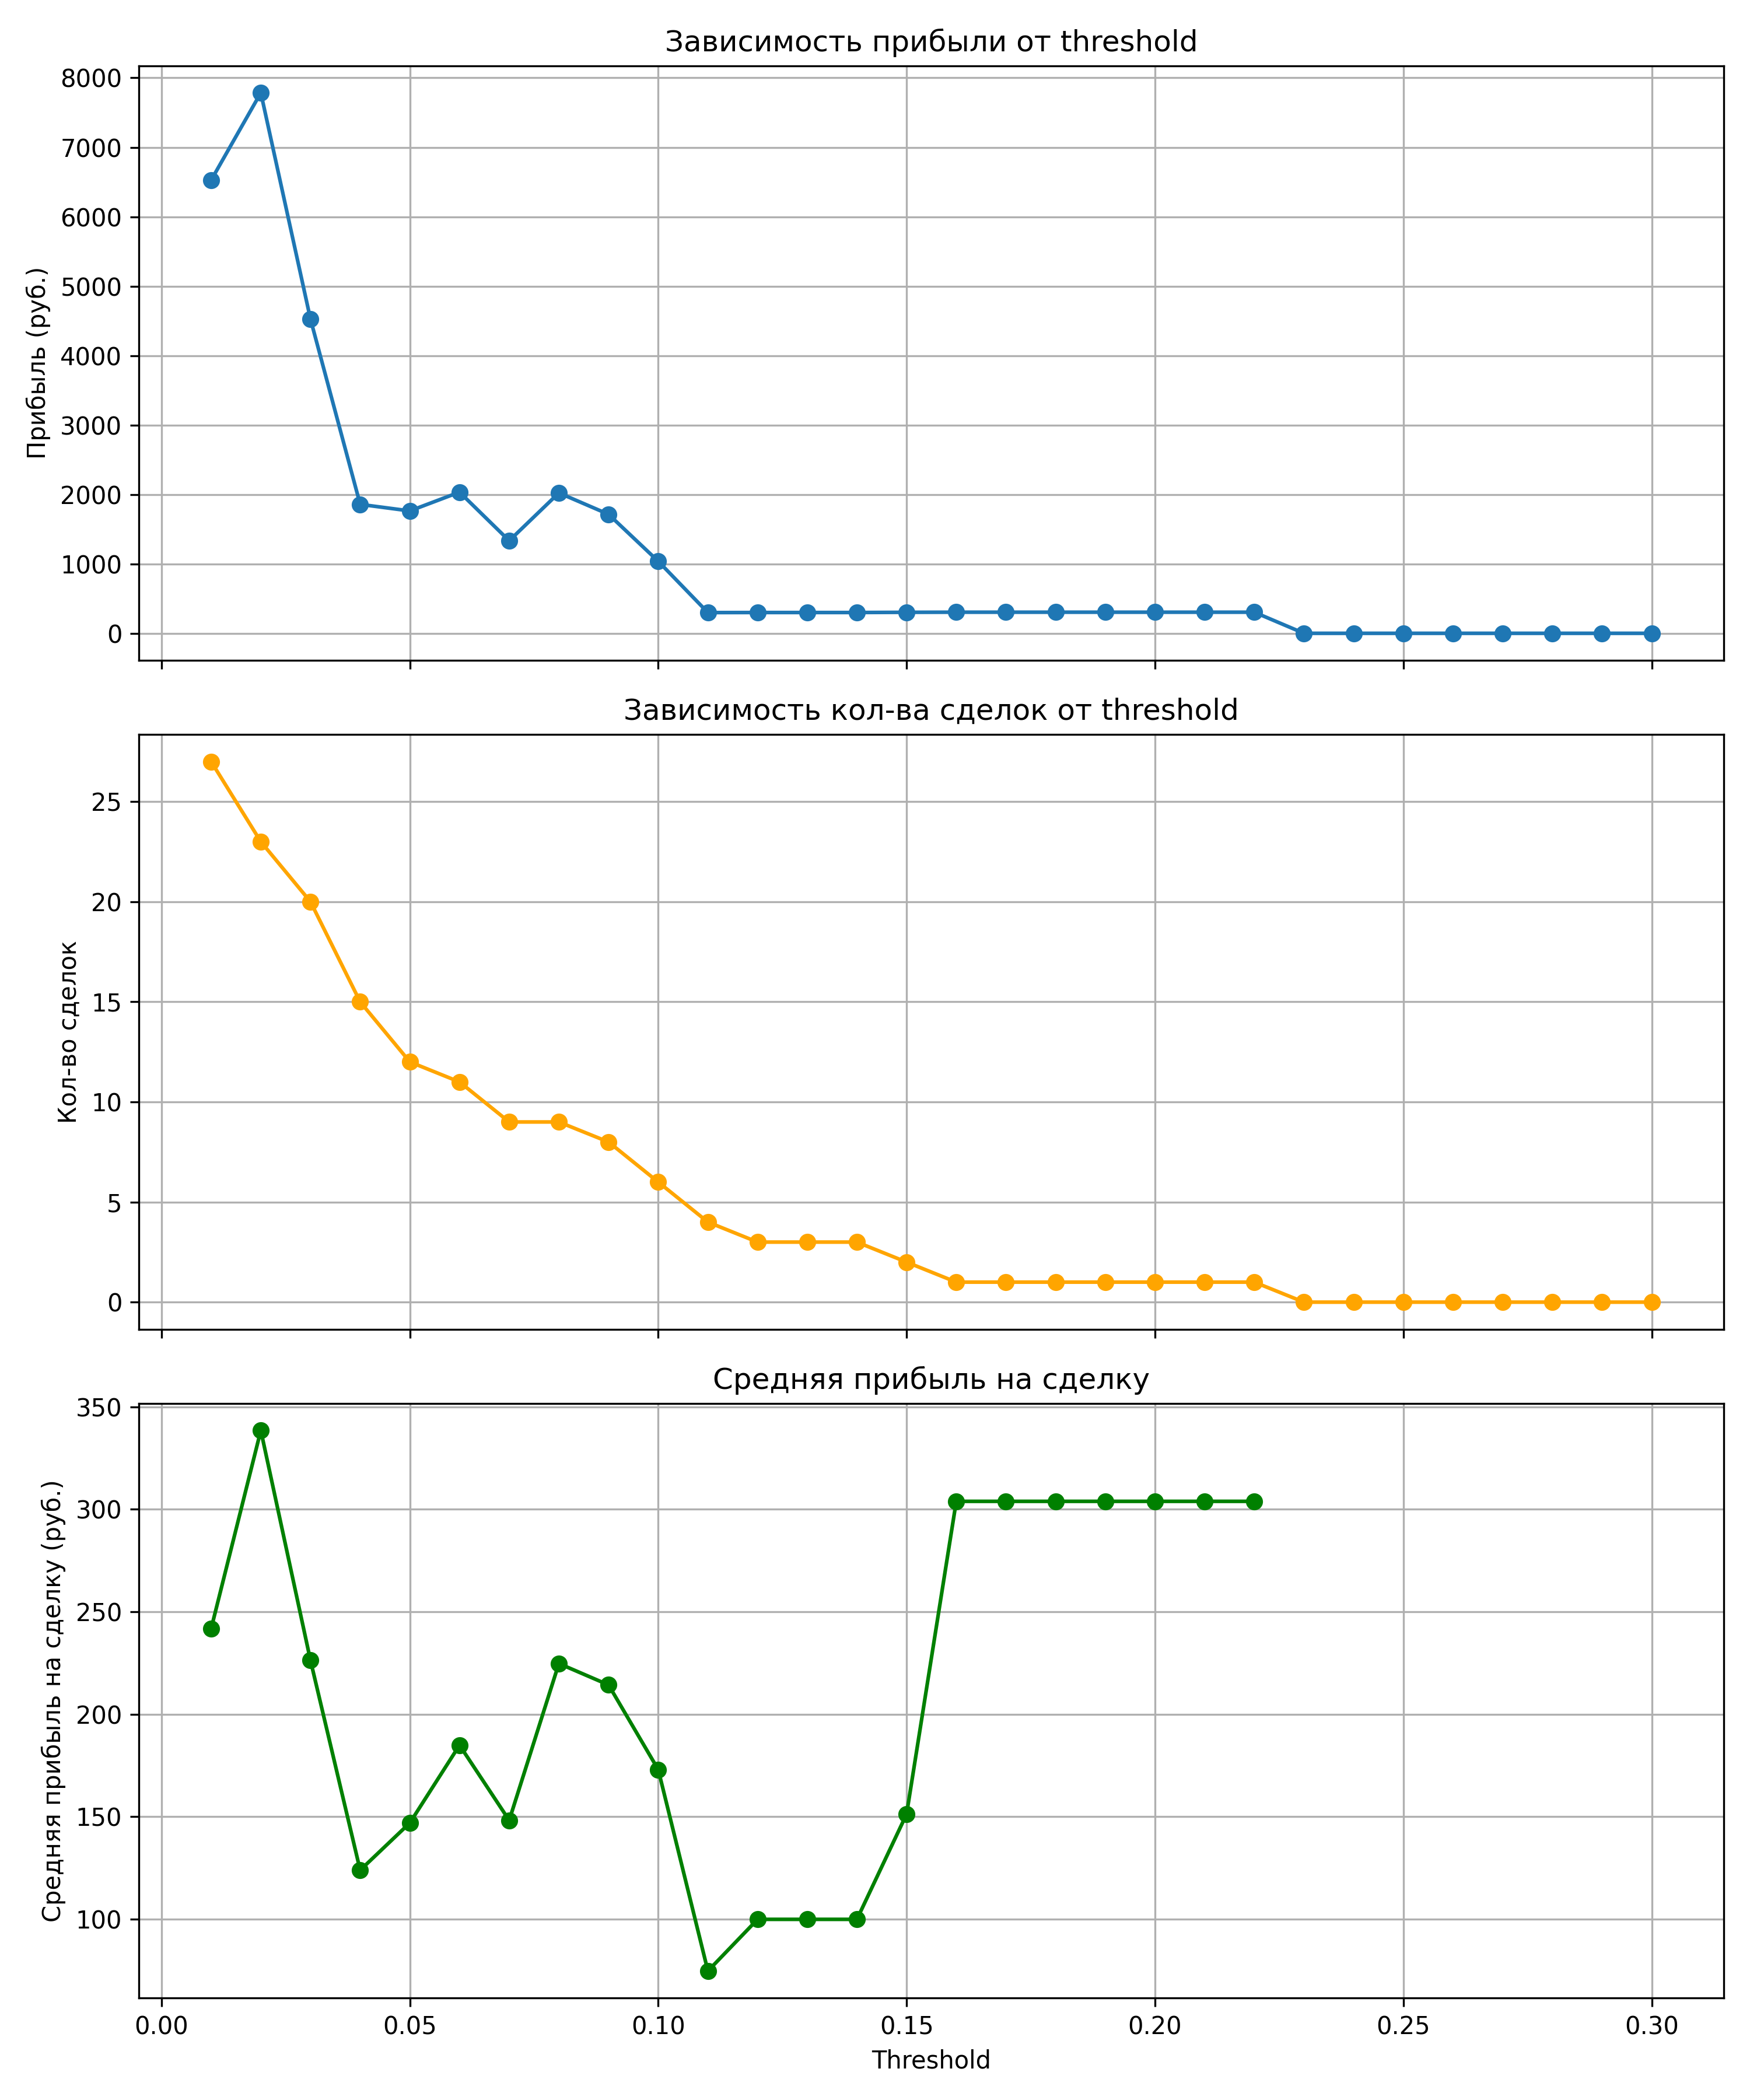 Зависимость прибыли от threshold
8000
7000
6000
5000
4000
3000
2000
1000
0
Прибыль (руб.)
Зависимость кол-ва сделок от threshold
25
20
15
10
5
0
Кол-во сделок
Средняя прибыль на сделку
350
300
250
200
150
100
Средняя прибыль на сделку (руб.)
0.00 0.05 0.10 0.15 0.20 0.25 0.30
Threshold